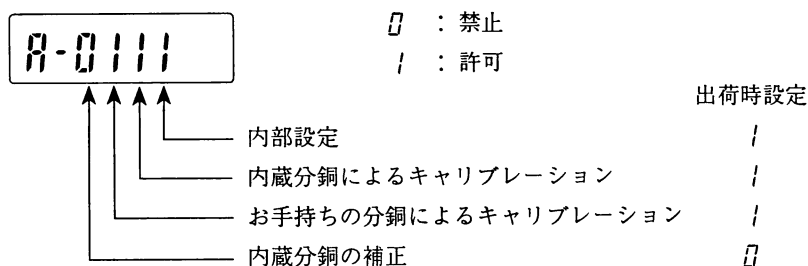 A-0111
0 : 禁止
1 : 許可
出荷時設定
内部設定 1
内蔵分銅によるキャリブレーション 1
お手持ちの分銅によるキャリブレーション 1
内蔵分銅の補正 0